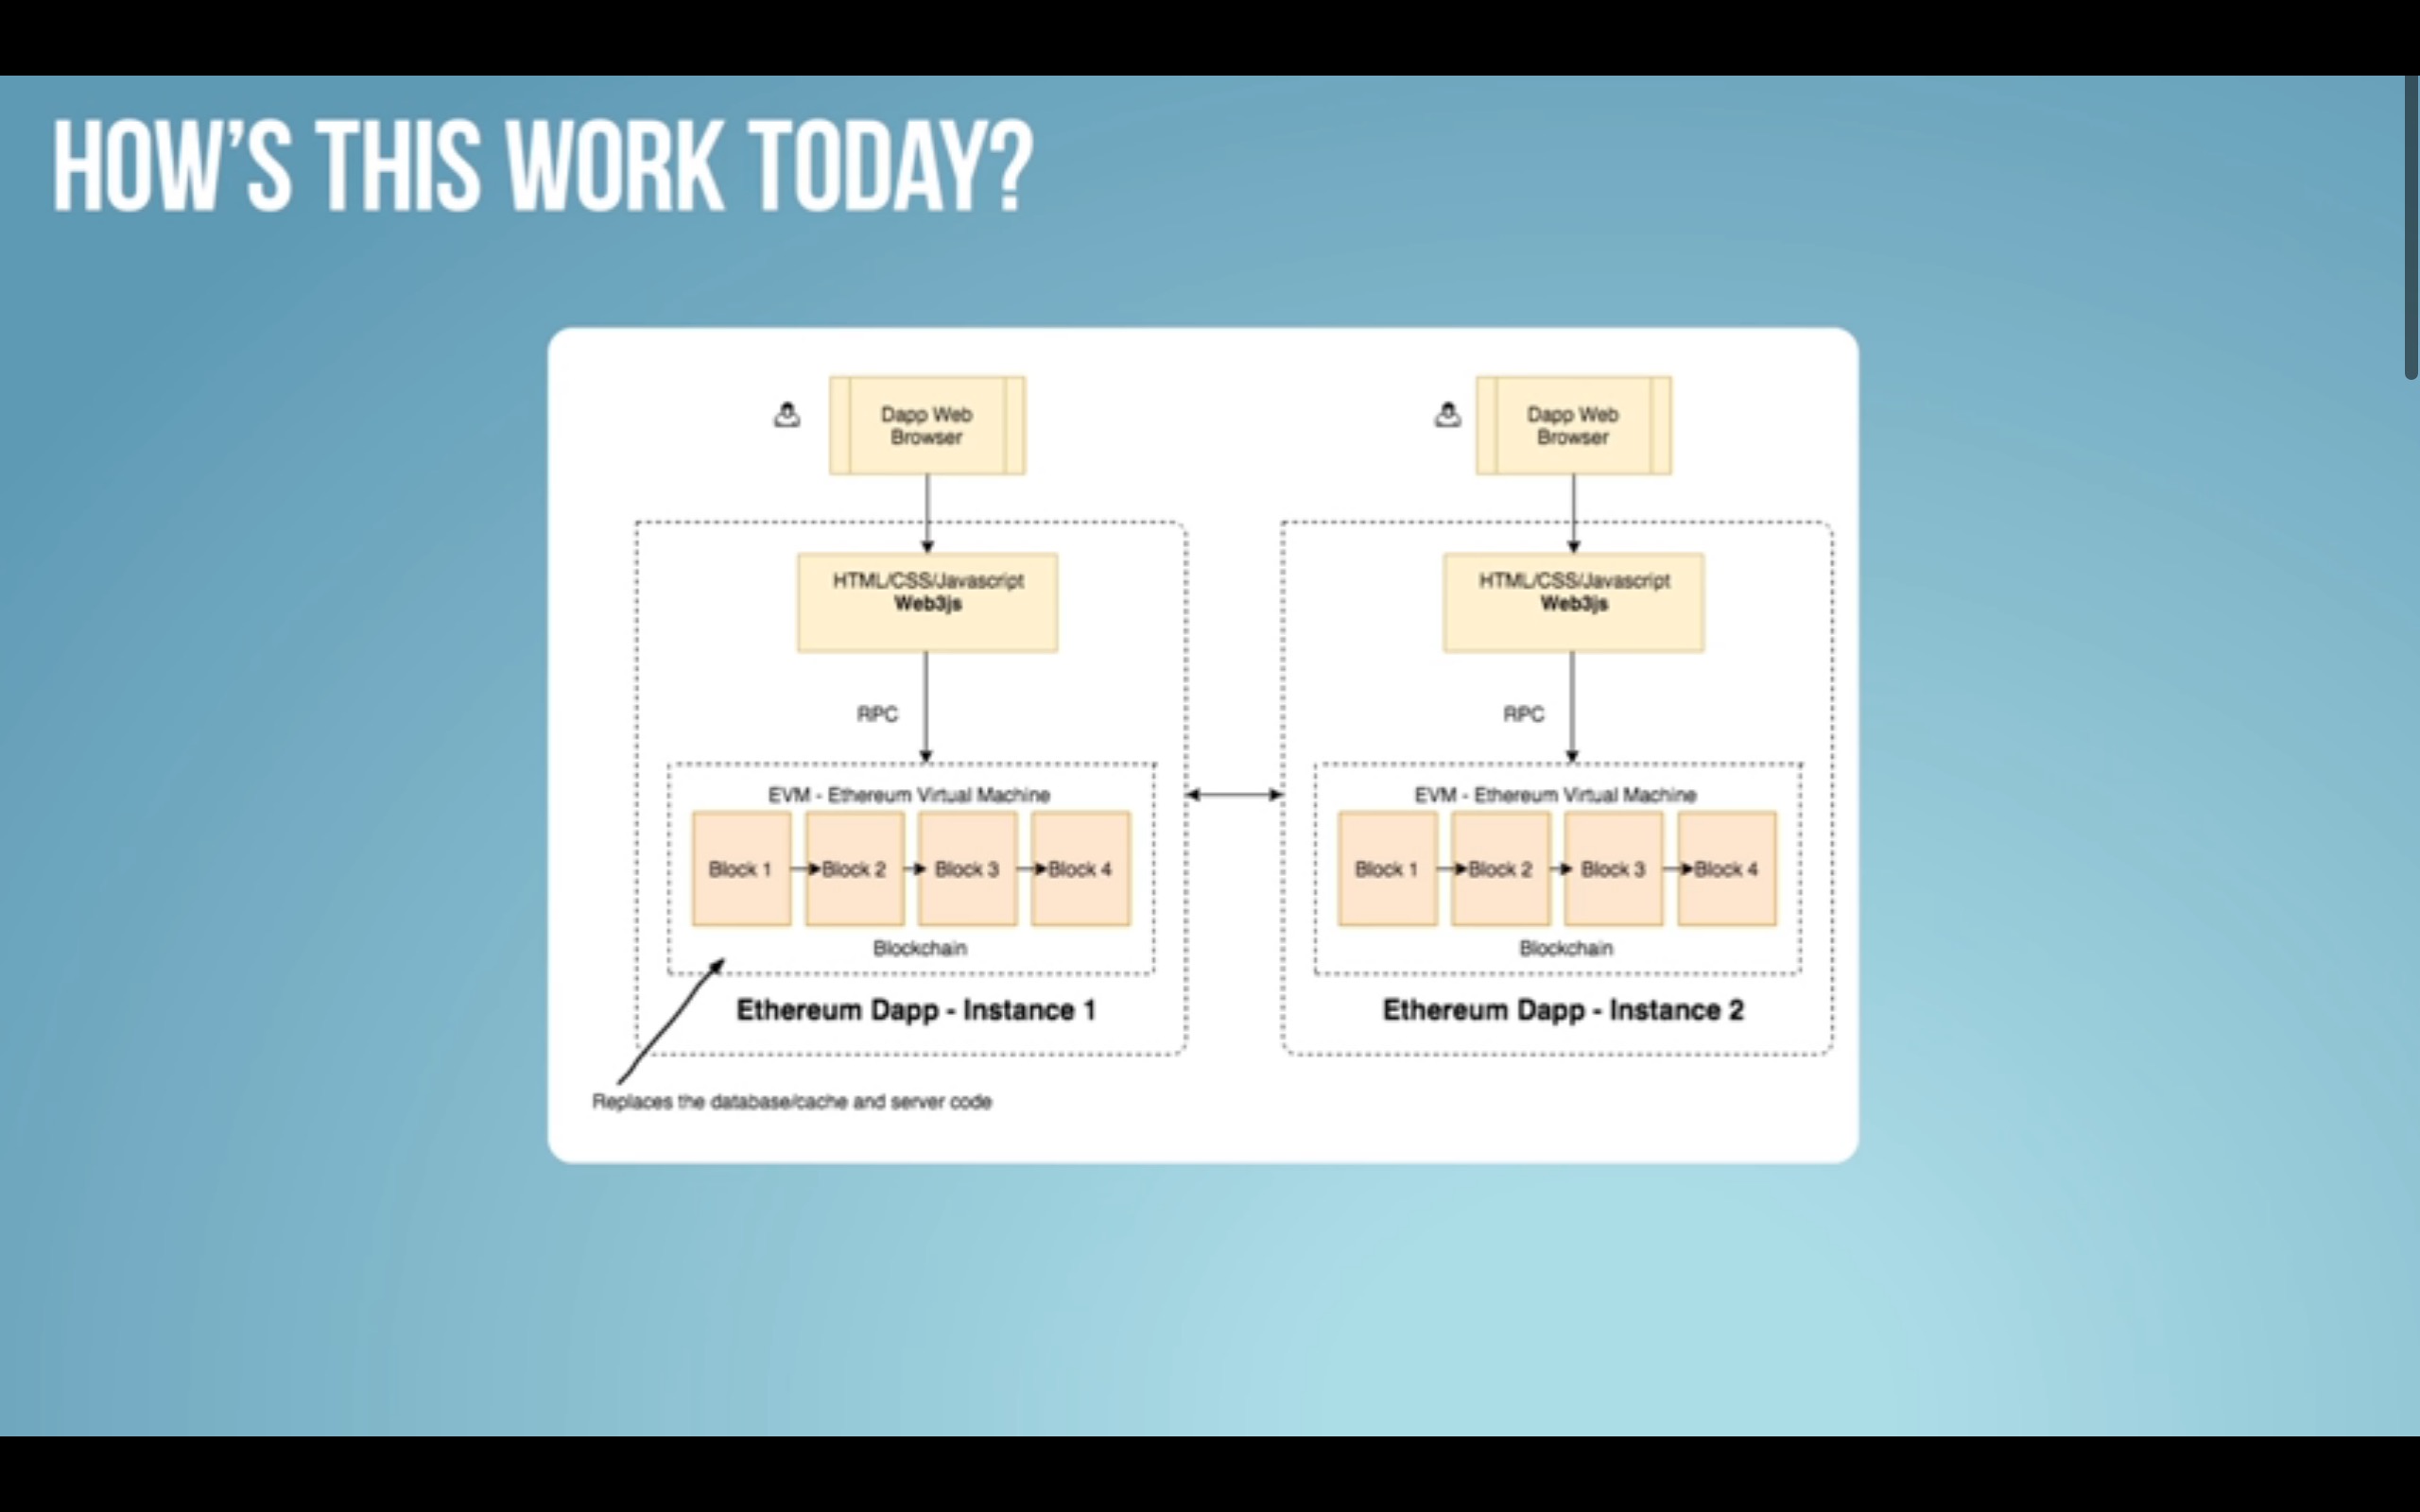 HOW'S THIS WORK TODAY?
Dapp Web
Browser
HTML/CSS/Javascript
Web3js
RPC
EVM - Ethereum Virtual Machine
Block 1
Block 2
Block 3
Block 4
Blockchain
Ethereum Dapp - Instance 1
Replaces the database/cache and server code
Dapp Web
Browser
HTML/CSS/Javascript
Web3js
RPC
EVM - Ethereum Virtual Machine
Block 1
Block 2
Block 3
Block 4
Blockchain
Ethereum Dapp - Instance 2